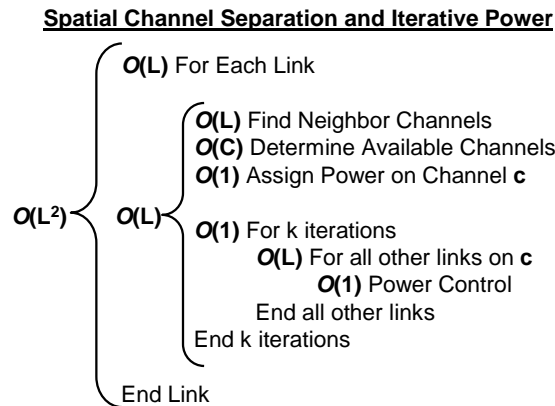 Spatial Channel Separation and Iterative Power
O(L) For Each Link
O(L) Find Neighbor Channels
O(C) Determine Available Channels
O(1) Assign Power on Channel c
O(L²)
O(L)
O(1) For k iterations
O(L) For all other links on c
O(1) Power Control
End all other links
End k iterations
End Link